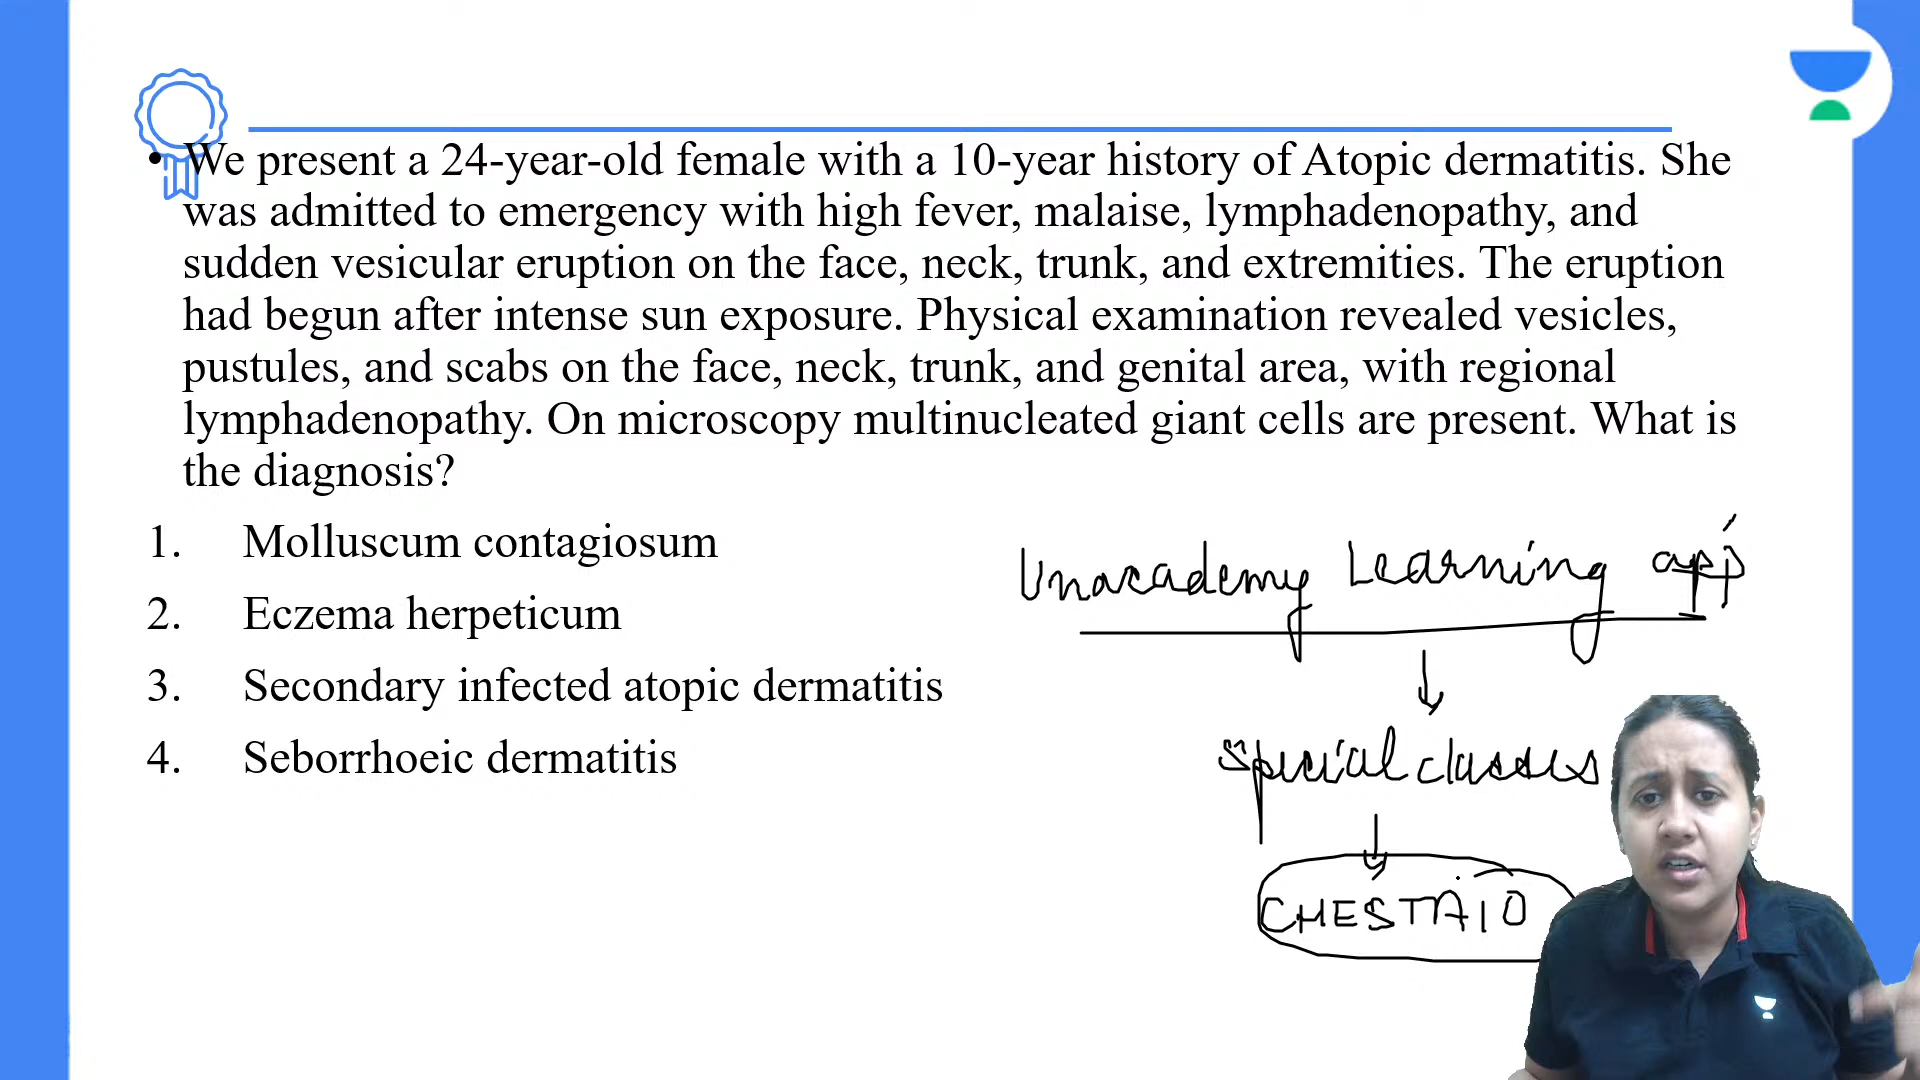 • We present a 24-year-old female with a 10-year history of Atopic dermatitis. She
was admitted to emergency with high fever, malaise, lymphadenopathy, and
sudden vesicular eruption on the face, neck, trunk, and extremities. The eruption
had begun after intense sun exposure. Physical examination revealed vesicles,
pustules, and scabs on the face, neck, trunk, and genital area, with regional
lymphadenopathy. On microscopy multinucleated giant cells are present. What is
the diagnosis?
1. Molluscum contagiosum
2. Eczema herpeticum
3. Secondary infected atopic dermatitis
4. Seborrhoeic dermatitis
Unacademy Learning app
Special classes
CHESTA10